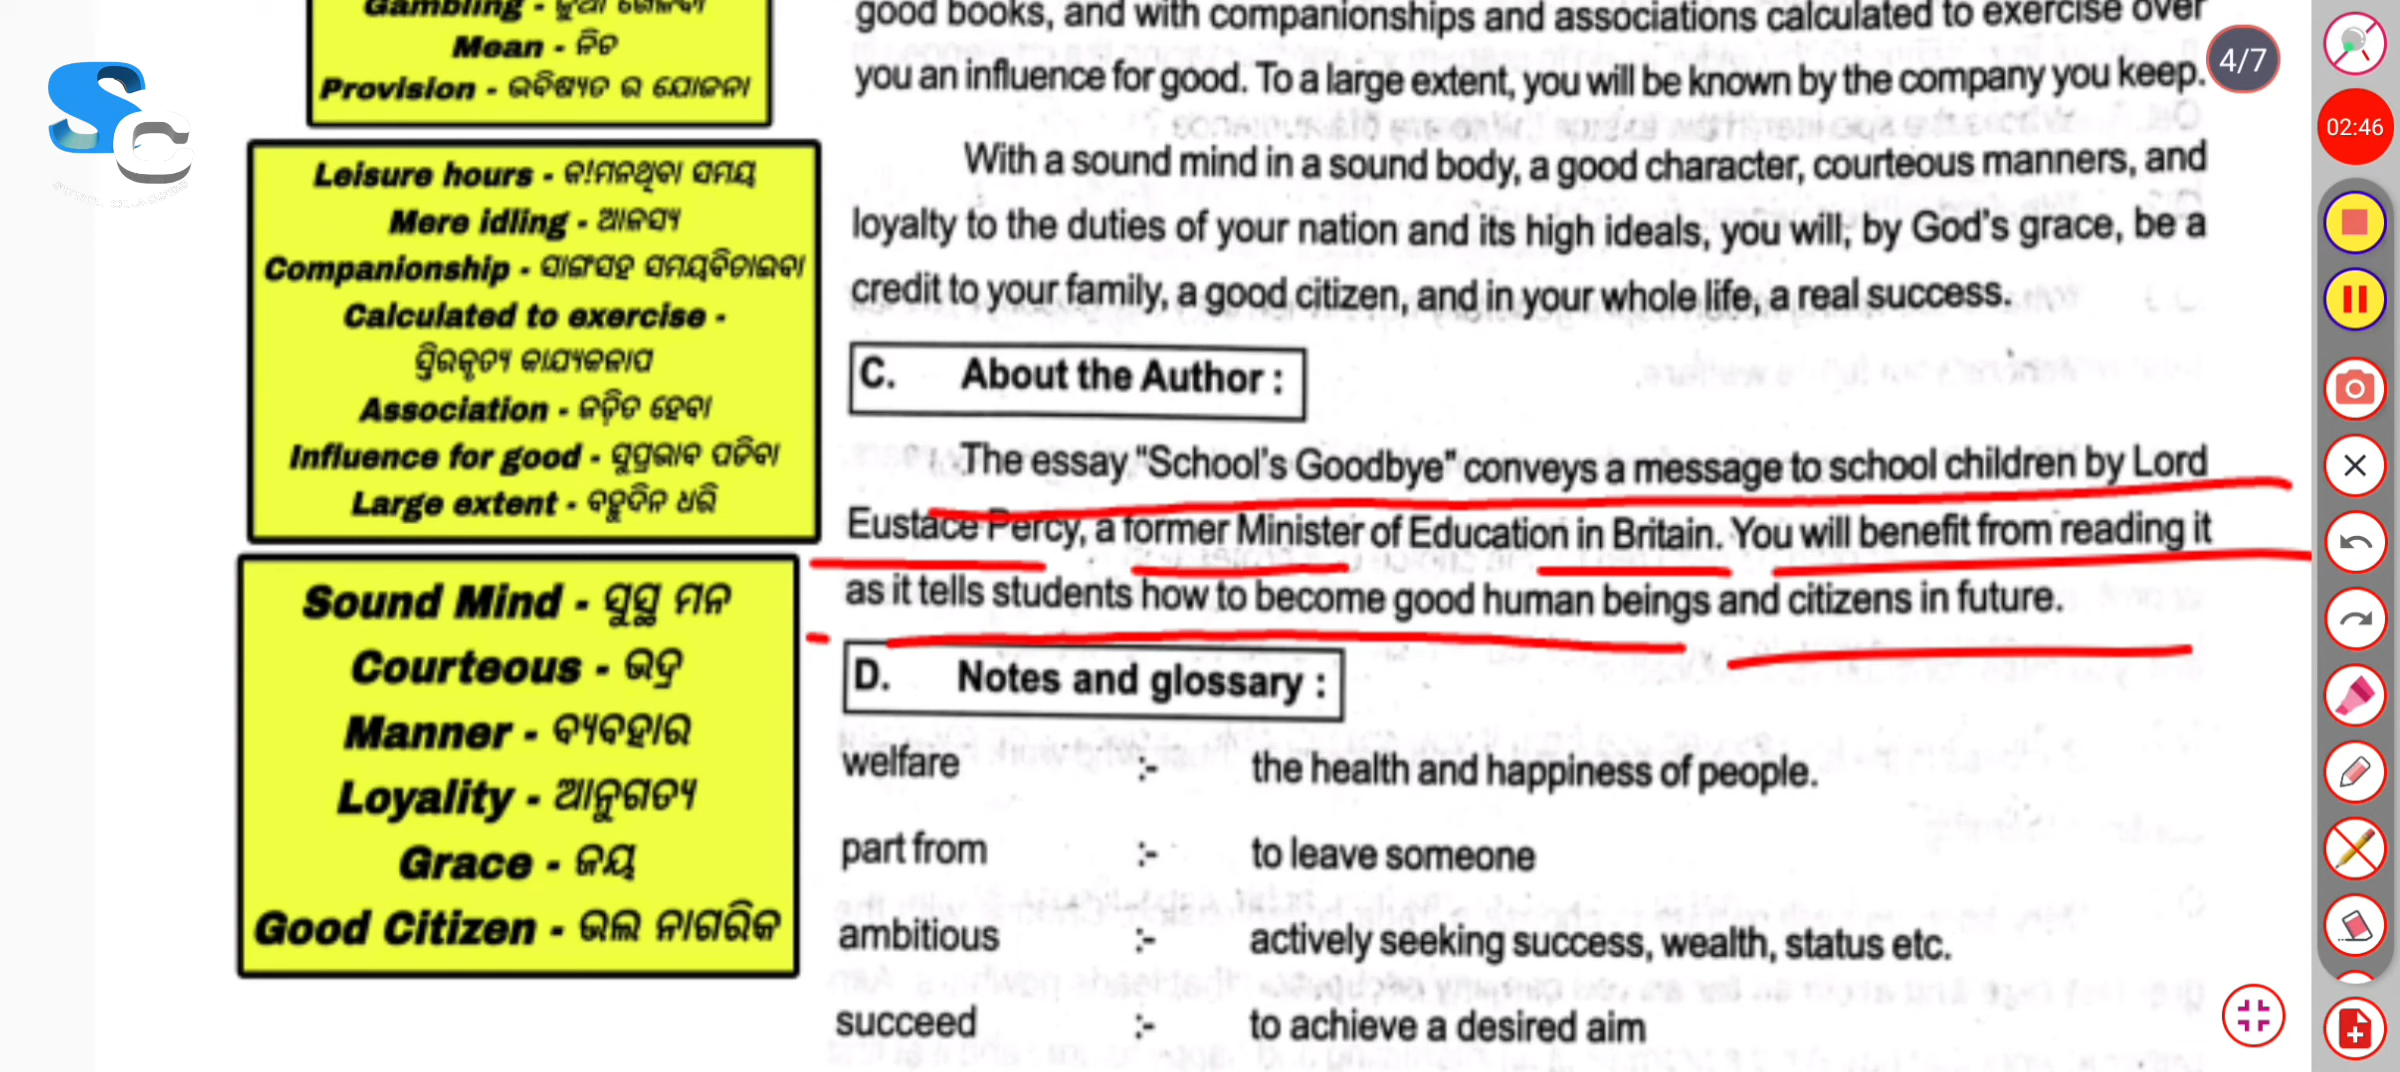 Gambling - ଜୁଆ ଖେଳିବା
Mean - ନିଚ
Provision - ଭବିଷ୍ୟତ ର ଯୋଜନା
Leisure hours - କାମନଥିବା ସମୟ
Mere idling - ଆଳସ୍ୟ
Companionship - ସାଙ୍ଗସହ ସମୟବିତାଇବା
Calculated to exercise -
ସ୍ଥିରକୃତ୍ୟ କାଯ୍ୟକଳାପ
Association - ଜଡ଼ିତ ହେବା
Influence for good - ସୁପ୍ରଭାବ ପଡିବା
Large extent - ବହୁଦିନ ଧରି
Sound Mind - ସୁସ୍ଥ ମନ
Courteous - ଭଦ୍ର
Manner - ବ୍ୟବହାର
Loyality - ଆନୁଗତ୍ୟ
Grace - ଜୟ
Good Citizen - ଭଲ ନାଗରିକ
good books, and with companionships and associations calculated to exercise over
you an influence for good. To a large extent, you will be known by the company you keep.
With a sound mind in a sound body, a good character, courteous manners, and
loyalty to the duties of your nation and its high ideals, you will, by God's grace, be a
credit to your family, a good citizen, and in your whole life, a real success.
C. About the Author :
The essay "School's Goodbye" conveys a message to school children by Lord
Eustace Percy, a former Minister of Education in Britain. You will benefit from reading it
as it tells students how to become good human beings and citizens in future.
D. Notes and glossary :
welfare :- the health and happiness of people.
part from :- to leave someone
ambitious :- actively seeking success, wealth, status etc.
succeed :- to achieve a desired aim
SC
4/7
02:46